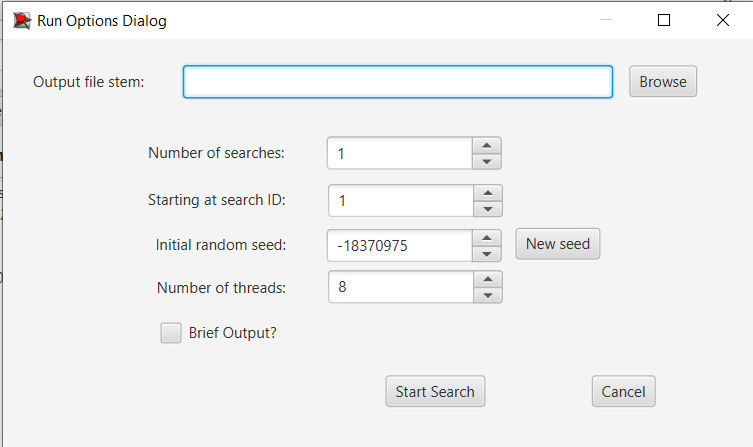 Run Options Dialog
Output file stem: Browse
Number of searches: 1
Starting at search ID: 1
Initial random seed: -18370975 New seed
Number of threads: 8
Brief Output?
Start Search Cancel